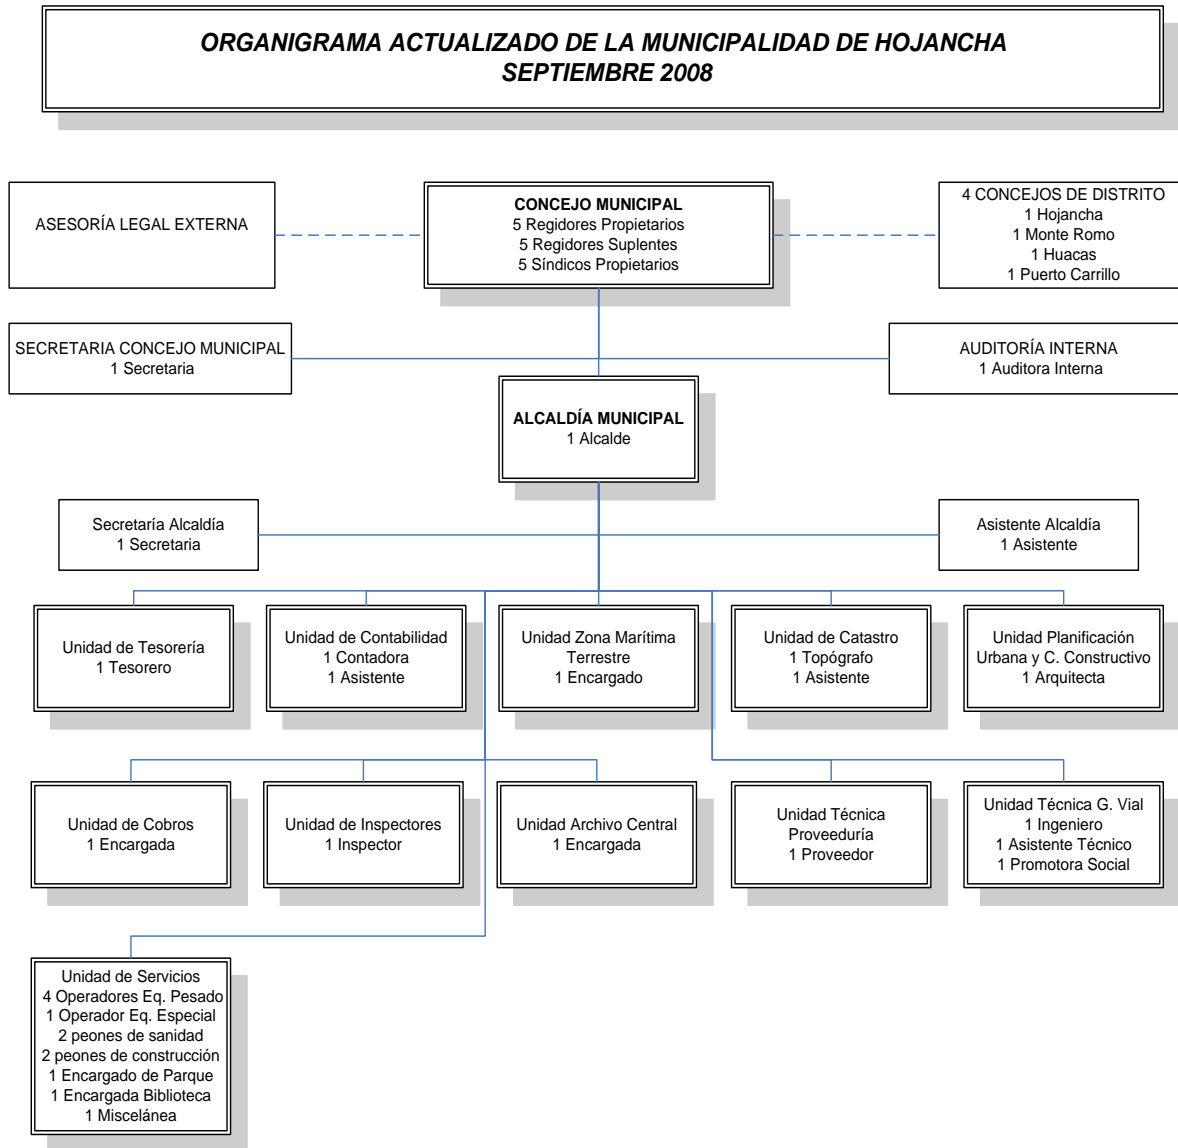 ORGANIGRAMA ACTUALIZADO DE LA MUNICIPALIDAD DE HOJANCHA
SEPTIEMBRE 2008
ASESORÍA LEGAL EXTERNA
CONCEJO MUNICIPAL
5 Regidores Propietarios
5 Regidores Suplentes
5 Síndicos Propietarios
4 CONCEJOS DE DISTRITO
1 Hojancha
1 Monte Romo
1 Huacas
1 Puerto Carrillo
SECRETARIA CONCEJO MUNICIPAL
1 Secretaria
AUDITORÍA INTERNA
1 Auditora Interna
ALCALDÍA MUNICIPAL
1 Alcalde
Secretaría Alcaldía
1 Secretaria
Asistente Alcaldía
1 Asistente
Unidad de Tesorería
1 Tesorero
Unidad de Contabilidad
1 Contadora
1 Asistente
Unidad Zona Marítima
Terrestre
1 Encargado
Unidad de Catastro
1 Topógrafo
1 Asistente
Unidad Planificación
Urbana y C. Constructivo
1 Arquitecta
Unidad de Cobros
1 Encargada
Unidad de Inspectores
1 Inspector
Unidad Archivo Central
1 Encargada
Unidad Técnica
Proveeduría
1 Proveedor
Unidad Técnica G. Vial
1 Ingeniero
1 Asistente Técnico
1 Promotora Social
Unidad de Servicios
4 Operadores Eq. Pesado
1 Operador Eq. Especial
2 peones de sanidad
2 peones de construcción
1 Encargado de Parque
1 Encargada Biblioteca
1 Miscelánea